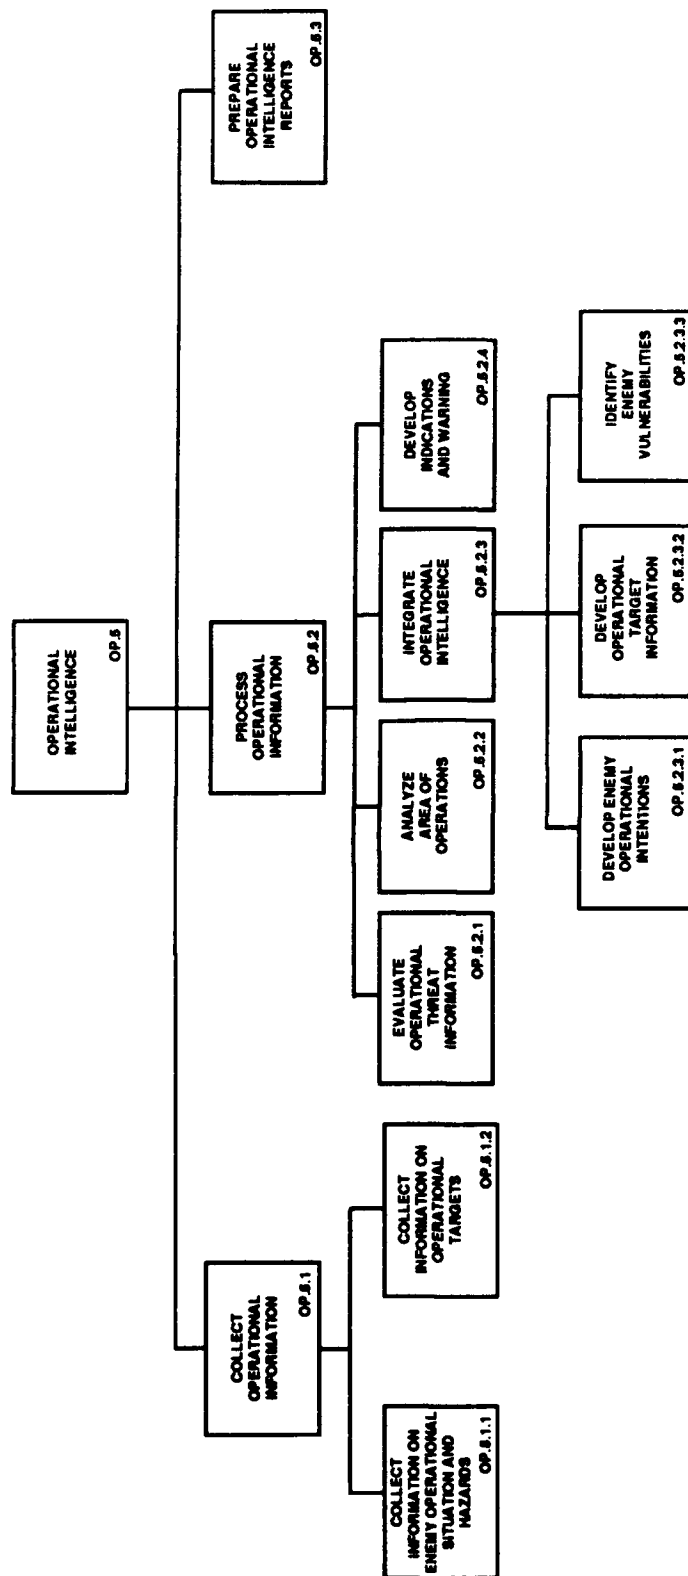 OPERATIONAL
INTELLIGENCE
OP.5
COLLECT
OPERATIONAL
INFORMATION
OP.5.1
PROCESS
OPERATIONAL
INFORMATION
OP.5.2
PREPARE
OPERATIONAL
INTELLIGENCE
REPORTS
OP.5.3
COLLECT
INFORMATION ON
ENEMY OPERATIONAL
SITUATION AND
HAZARDS
OP.5.1.1
COLLECT
INFORMATION ON
OPERATIONAL
TARGETS
OP.5.1.2
EVALUATE
OPERATIONAL
THREAT
INFORMATION
OP.5.2.1
ANALYZE
AREA OF
OPERATIONS
OP.5.2.2
INTEGRATE
OPERATIONAL
INTELLIGENCE
OP.5.2.3
DEVELOP
INDICATIONS
AND WARNING
OP.5.2.4
DEVELOP ENEMY
OPERATIONAL
INTENTIONS
OP.5.2.3.1
DEVELOP
OPERATIONAL
TARGET
INFORMATION
OP.5.2.3.2
IDENTIFY
ENEMY
VULNERABILITIES
OP.5.2.3.3